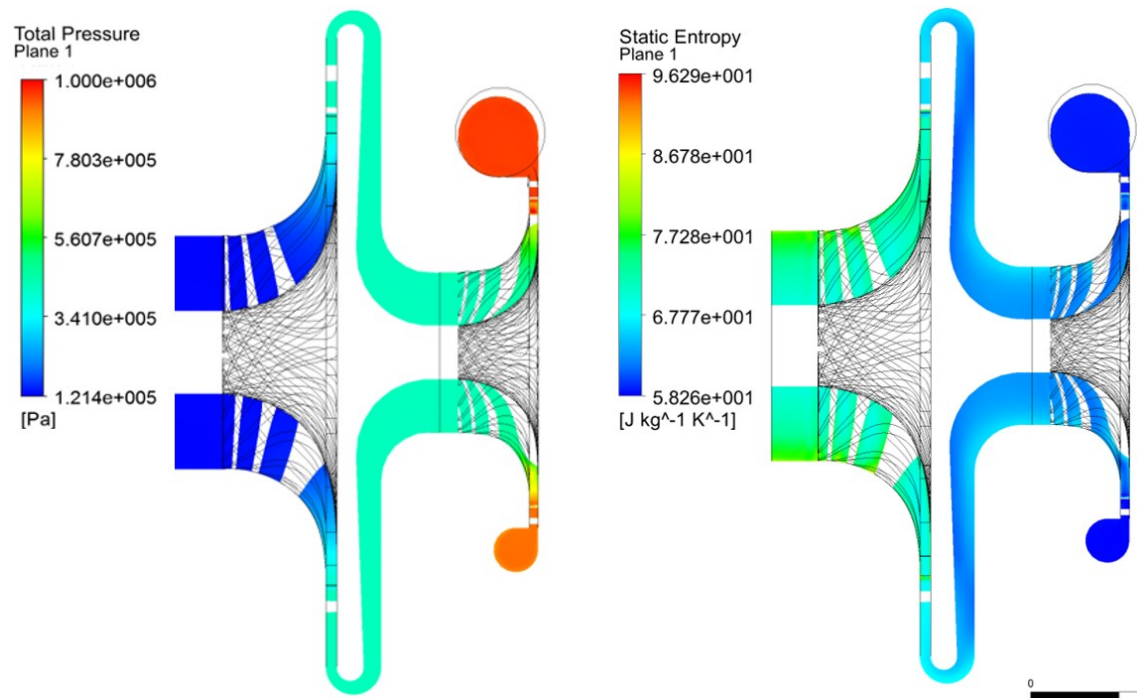 Total Pressure
Plane 1
1.000e+006
7.803e+005
5.607e+005
3.410e+005
1.214e+005
[Pa]
Static Entropy
Plane 1
9.629e+001
8.678e+001
7.728e+001
6.777e+001
5.826e+001
[J kg^-1 K^-1]
0